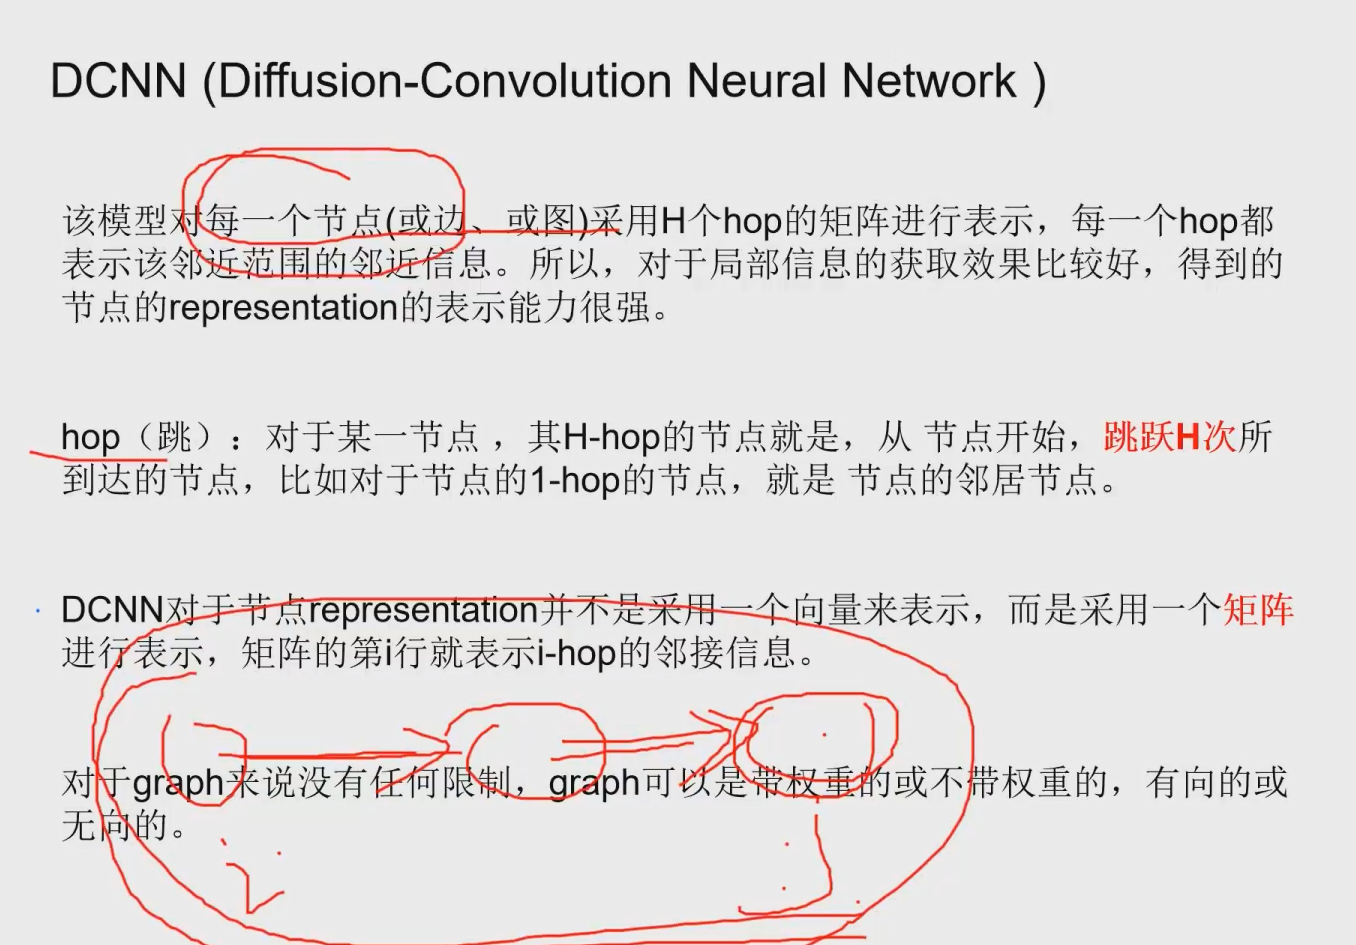 DCNN (Diffusion-Convolution Neural Network )
该模型对每一个节点(或边、或图)采用H个hop的矩阵进行表示，每一个hop都
表示该邻近范围的邻近信息。所以，对于局部信息的获取效果比较好，得到的
节点的representation的表示能力很强。
hop（跳）：对于某一节点 ，其H-hop的节点就是，从 节点开始，跳跃H次所
到达的节点，比如对于节点的1-hop的节点，就是 节点的邻居节点。
DCNN对于节点representation并不是采用一个向量来表示，而是采用一个矩阵
进行表示，矩阵的第i行就表示i-hop的邻接信息。
对于graph来说没有任何限制，graph可以是带权重的或不带权重的，有向的或
无向的。